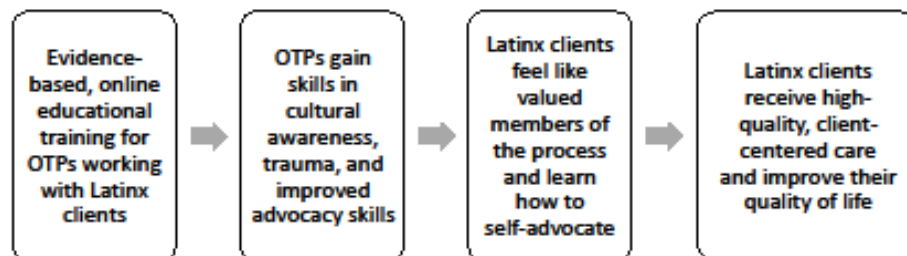 Evidence-
based, online
educational
training for
OTPs working
with Latinx
clients
OTPs gain
skills in
cultural
awareness,
trauma, and
improved
advocacy skills
Latinx clients
feel like
valued
members of
the process
and learn
how to
self-advocate
Latinx clients
receive high-
quality, client-
centered care
and improve their
quality of life